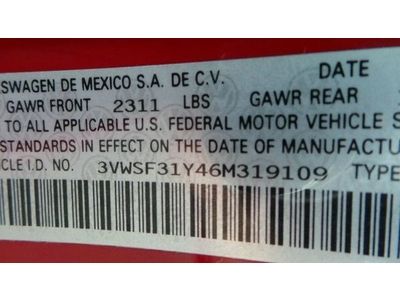 SWAGEN DE MEXICO S.A. DE C.V. DATE
GAWR FRONT 2311 LBS GAWR REAR
TO ALL APPLICABLE U.S. FEDERAL MOTOR VEHICLE S
STANDARDS IN EFFECT ON THE DATE OF MANUFACTU
ICLE I.D. NO. 3VWSF31Y46M319109 TYPE